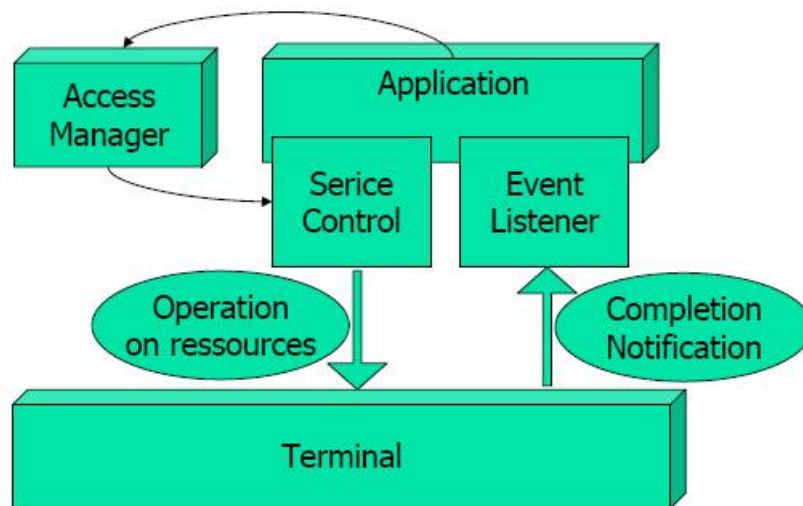 Access
Manager
Application
Serice
Control
Event
Listener
Operation
on ressources
Completion
Notification
Terminal